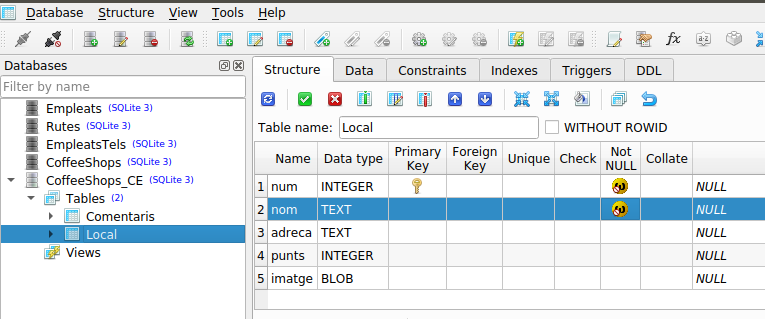 Database Structure View Tools Help
Databases
Filter by name
Empleats (SQLite 3)
Rutes (SQLite 3)
EmpleatsTels (SQLite 3)
CoffeeShops (SQLite 3)
CoffeeShops_CE (SQLite 3)
Tables (2)
Comentaris
Local
Views
Structure Data Constraints Indexes Triggers DDL
Table name: Local WITHOUT ROWID
Name Data type Primary Key Foreign Key Unique Check Not NULL Collate
1 num INTEGER NULL
2 nom TEXT NULL
3 adreca TEXT NULL
4 punts INTEGER NULL
5 imatge BLOB NULL